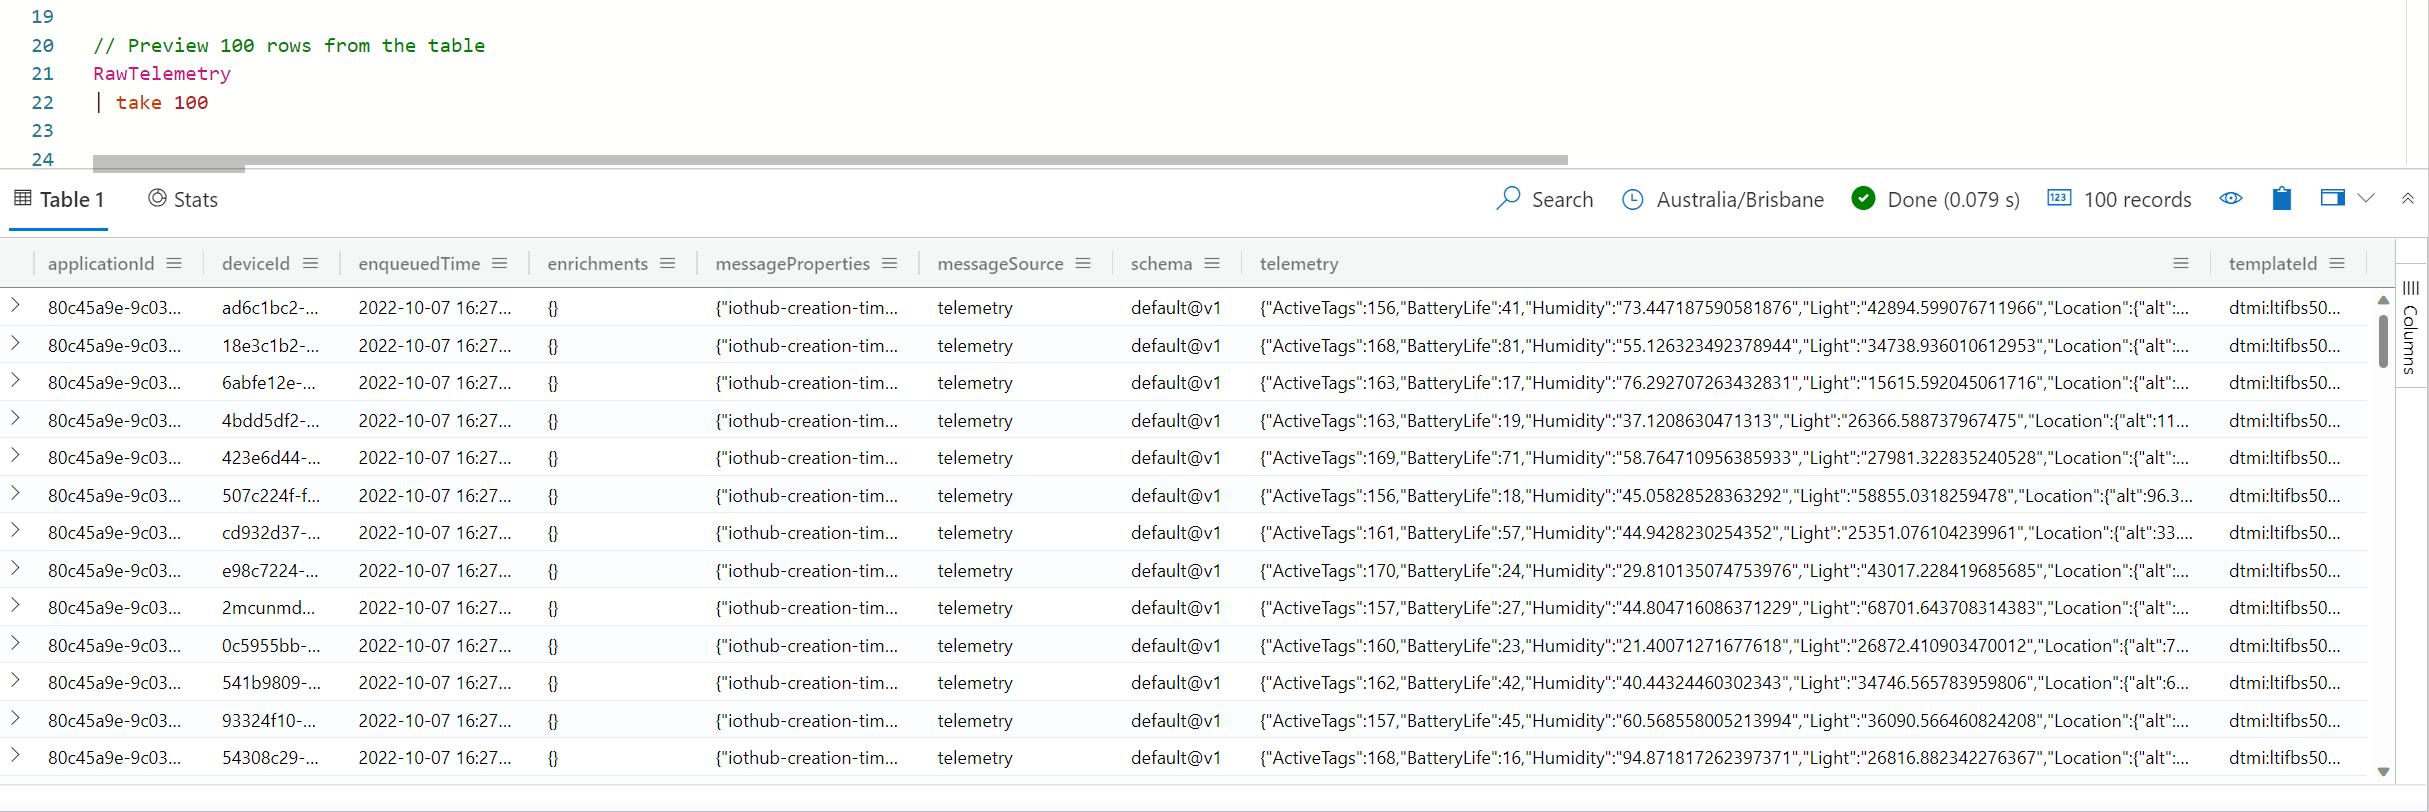 19
20 // Preview 100 rows from the table
21 RawTelemetry
22 | take 100
23
24
Table 1 Stats Search Australia/Brisbane Done (0.079 s) 123 100 records
applicationId deviceId enqueuedTime enrichments messageProperties messageSource schema telemetry templateId
80c45a9e-9c03... ad6c1bc2-... 2022-10-07 16:27... {} {"iothub-creation-tim... telemetry default@v1 {"ActiveTags":156,"BatteryLife":41,"Humidity":"73.447187590581876","Light":"42894.599076711966","Location":{"alt":... dtmi:ltifbs50...
80c45a9e-9c03... 18e3c1b2-... 2022-10-07 16:27... {} {"iothub-creation-tim... telemetry default@v1 {"ActiveTags":168,"BatteryLife":81,"Humidity":"55.126323492378944","Light":"34738.936010612953","Location":{"alt":... dtmi:ltifbs50...
80c45a9e-9c03... 6abfe12e-... 2022-10-07 16:27... {} {"iothub-creation-tim... telemetry default@v1 {"ActiveTags":163,"BatteryLife":17,"Humidity":"76.292707263432831","Light":"15615.592045061716","Location":{"alt":... dtmi:ltifbs50...
80c45a9e-9c03... 4bdd5df2-... 2022-10-07 16:27... {} {"iothub-creation-tim... telemetry default@v1 {"ActiveTags":163,"BatteryLife":19,"Humidity":"37.1208630471313","Light":"26366.588737967475","Location":{"alt":11... dtmi:ltifbs50...
80c45a9e-9c03... 423e6d44-... 2022-10-07 16:27... {} {"iothub-creation-tim... telemetry default@v1 {"ActiveTags":169,"BatteryLife":71,"Humidity":"58.764710956385933","Light":"27981.322835240528","Location":{"alt":... dtmi:ltifbs50...
80c45a9e-9c03... 507c224f-f... 2022-10-07 16:27... {} {"iothub-creation-tim... telemetry default@v1 {"ActiveTags":156,"BatteryLife":18,"Humidity":"45.05828528363292","Light":"58855.0318259478","Location":{"alt":96.3... dtmi:ltifbs50...
80c45a9e-9c03... cd932d37-... 2022-10-07 16:27... {} {"iothub-creation-tim... telemetry default@v1 {"ActiveTags":161,"BatteryLife":57,"Humidity":"44.9428230254352","Light":"25351.076104239961","Location":{"alt":33.... dtmi:ltifbs50...
80c45a9e-9c03... e98c7224-... 2022-10-07 16:27... {} {"iothub-creation-tim... telemetry default@v1 {"ActiveTags":170,"BatteryLife":24,"Humidity":"29.810135074753976","Light":"43017.228419685685","Location":{"alt":... dtmi:ltifbs50...
80c45a9e-9c03... 2mcunmd... 2022-10-07 16:27... {} {"iothub-creation-tim... telemetry default@v1 {"ActiveTags":157,"BatteryLife":27,"Humidity":"44.804716086371229","Light":"68701.643708314383","Location":{"alt":... dtmi:ltifbs50...
80c45a9e-9c03... 0c5955bb-... 2022-10-07 16:27... {} {"iothub-creation-tim... telemetry default@v1 {"ActiveTags":160,"BatteryLife":23,"Humidity":"21.40071271677618","Light":"26872.410903470012","Location":{"alt":7... dtmi:ltifbs50...
80c45a9e-9c03... 541b9809-... 2022-10-07 16:27... {} {"iothub-creation-tim... telemetry default@v1 {"ActiveTags":162,"BatteryLife":42,"Humidity":"40.44324460302343","Light":"34746.565783959806","Location":{"alt":6... dtmi:ltifbs50...
80c45a9e-9c03... 93324f10-... 2022-10-07 16:27... {} {"iothub-creation-tim... telemetry default@v1 {"ActiveTags":157,"BatteryLife":45,"Humidity":"60.568558005213994","Light":"36090.566460824208","Location":{"alt":... dtmi:ltifbs50...
80c45a9e-9c03... 54308c29-... 2022-10-07 16:27... {} {"iothub-creation-tim... telemetry default@v1 {"ActiveTags":168,"BatteryLife":16,"Humidity":"94.871817262397371","Light":"26816.882342276367","Location":{"alt":... dtmi:ltifbs50...
Columns